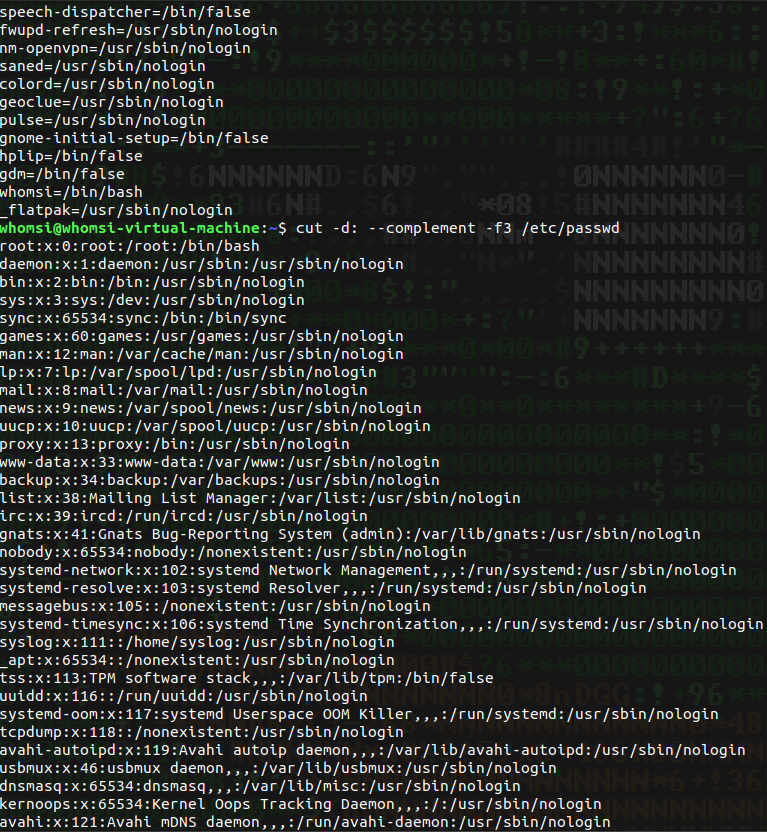 speech-dispatcher=/bin/false
fwupd-refresh=/usr/sbin/nologin
nm-openvpn=/usr/sbin/nologin
saned=/usr/sbin/nologin
colord=/usr/sbin/nologin
geoclue=/usr/sbin/nologin
pulse=/usr/sbin/nologin
gnome-initial-setup=/bin/false
hplip=/bin/false
gdm=/bin/false
whomsi=/bin/bash
_flatpak=/usr/sbin/nologin
whomsi@whomsi-virtual-machine:~$ cut -d: --complement -f3 /etc/passwd
root:x:0:root:/root:/bin/bash
daemon:x:1:daemon:/usr/sbin:/usr/sbin/nologin
bin:x:2:bin:/bin:/usr/sbin/nologin
sys:x:3:sys:/dev:/usr/sbin/nologin
sync:x:65534:sync:/bin:/bin/sync
games:x:60:games:/usr/games:/usr/sbin/nologin
man:x:12:man:/var/cache/man:/usr/sbin/nologin
lp:x:7:lp:/var/spool/lpd:/usr/sbin/nologin
mail:x:8:mail:/var/mail:/usr/sbin/nologin
news:x:9:news:/var/spool/news:/usr/sbin/nologin
uucp:x:10:uucp:/var/spool/uucp:/usr/sbin/nologin
proxy:x:13:proxy:/bin:/usr/sbin/nologin
www-data:x:33:www-data:/var/www:/usr/sbin/nologin
backup:x:34:backup:/var/backups:/usr/sbin/nologin
list:x:38:Mailing List Manager:/var/list:/usr/sbin/nologin
irc:x:39:ircd:/run/ircd:/usr/sbin/nologin
gnats:x:41:Gnats Bug-Reporting System (admin):/var/lib/gnats:/usr/sbin/nologin
nobody:x:65534:nobody:/nonexistent:/usr/sbin/nologin
systemd-network:x:102:systemd Network Management,,,:/run/systemd:/usr/sbin/nologin
systemd-resolve:x:103:systemd Resolver,,,:/run/systemd:/usr/sbin/nologin
messagebus:x:105::/nonexistent:/usr/sbin/nologin
systemd-timesync:x:106:systemd Time Synchronization,,,:/run/systemd:/usr/sbin/nologin
syslog:x:111::/home/syslog:/usr/sbin/nologin
_apt:x:65534::/nonexistent:/usr/sbin/nologin
tss:x:113:TPM software stack,,,:/var/lib/tpm:/bin/false
uuidd:x:116::/run/uuidd:/usr/sbin/nologin
systemd-oom:x:117:systemd Userspace OOM Killer,,,:/run/systemd:/usr/sbin/nologin
tcpdump:x:118::/nonexistent:/usr/sbin/nologin
avahi-autoipd:x:119:Avahi autoip daemon,,,:/var/lib/avahi-autoipd:/usr/sbin/nologin
usbmux:x:46:usbmux daemon,,,:/var/lib/usbmux:/usr/sbin/nologin
dnsmasq:x:65534:dnsmasq,,,:/var/lib/misc:/usr/sbin/nologin
kernoops:x:65534:Kernel Oops Tracking Daemon,,,:/:/usr/sbin/nologin
avahi:x:121:Avahi mDNS daemon,,,:/run/avahi-daemon:/usr/sbin/nologin